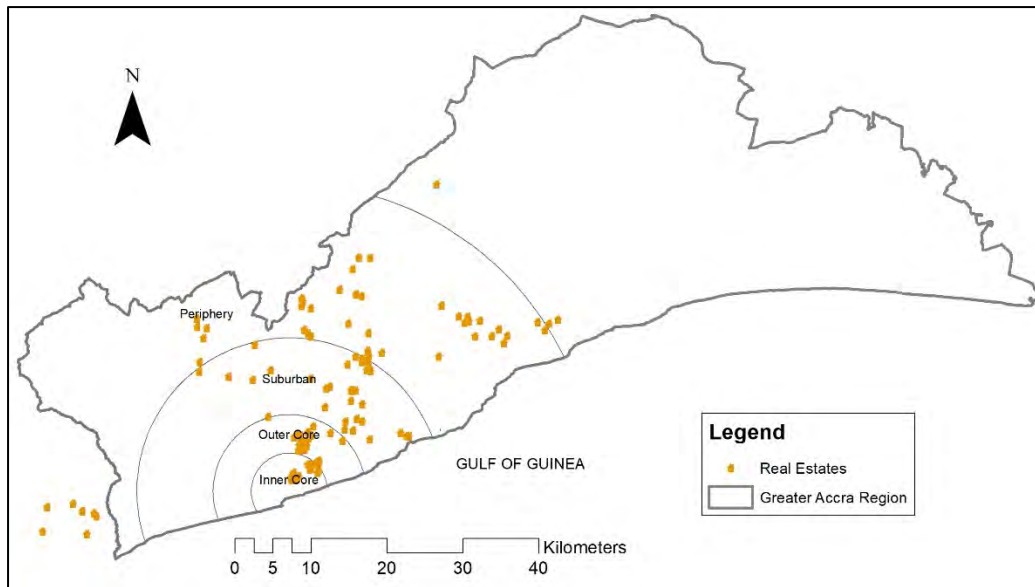 N
Periphery
Suburban
Outer Core
Inner Core
GULF OF GUINEA
Legend
Real Estates
Greater Accra Region
Kilometers
0 5 10 20 30 40